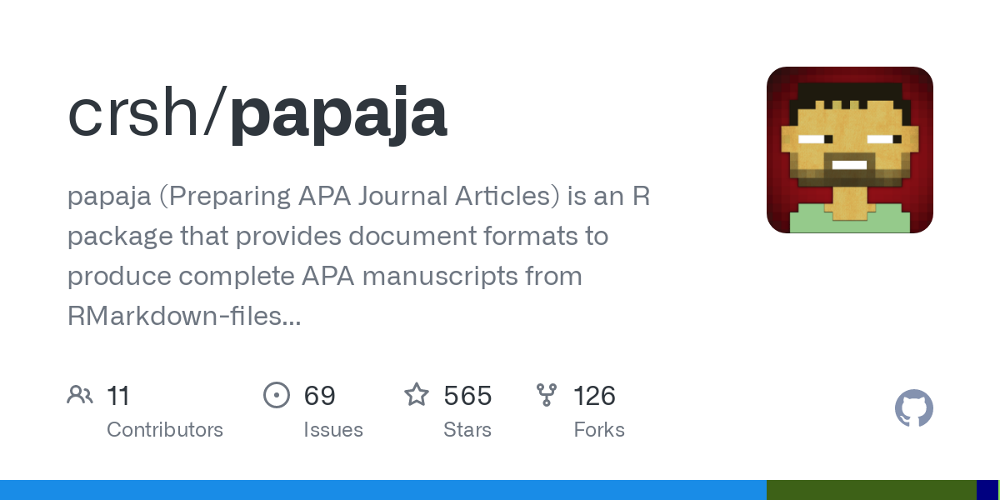 crsh/papaja
papaja (Preparing APA Journal Articles) is an R
package that provides document formats to
produce complete APA manuscripts from
RMarkdown-files...
11 69 565 126
Contributors Issues Stars Forks